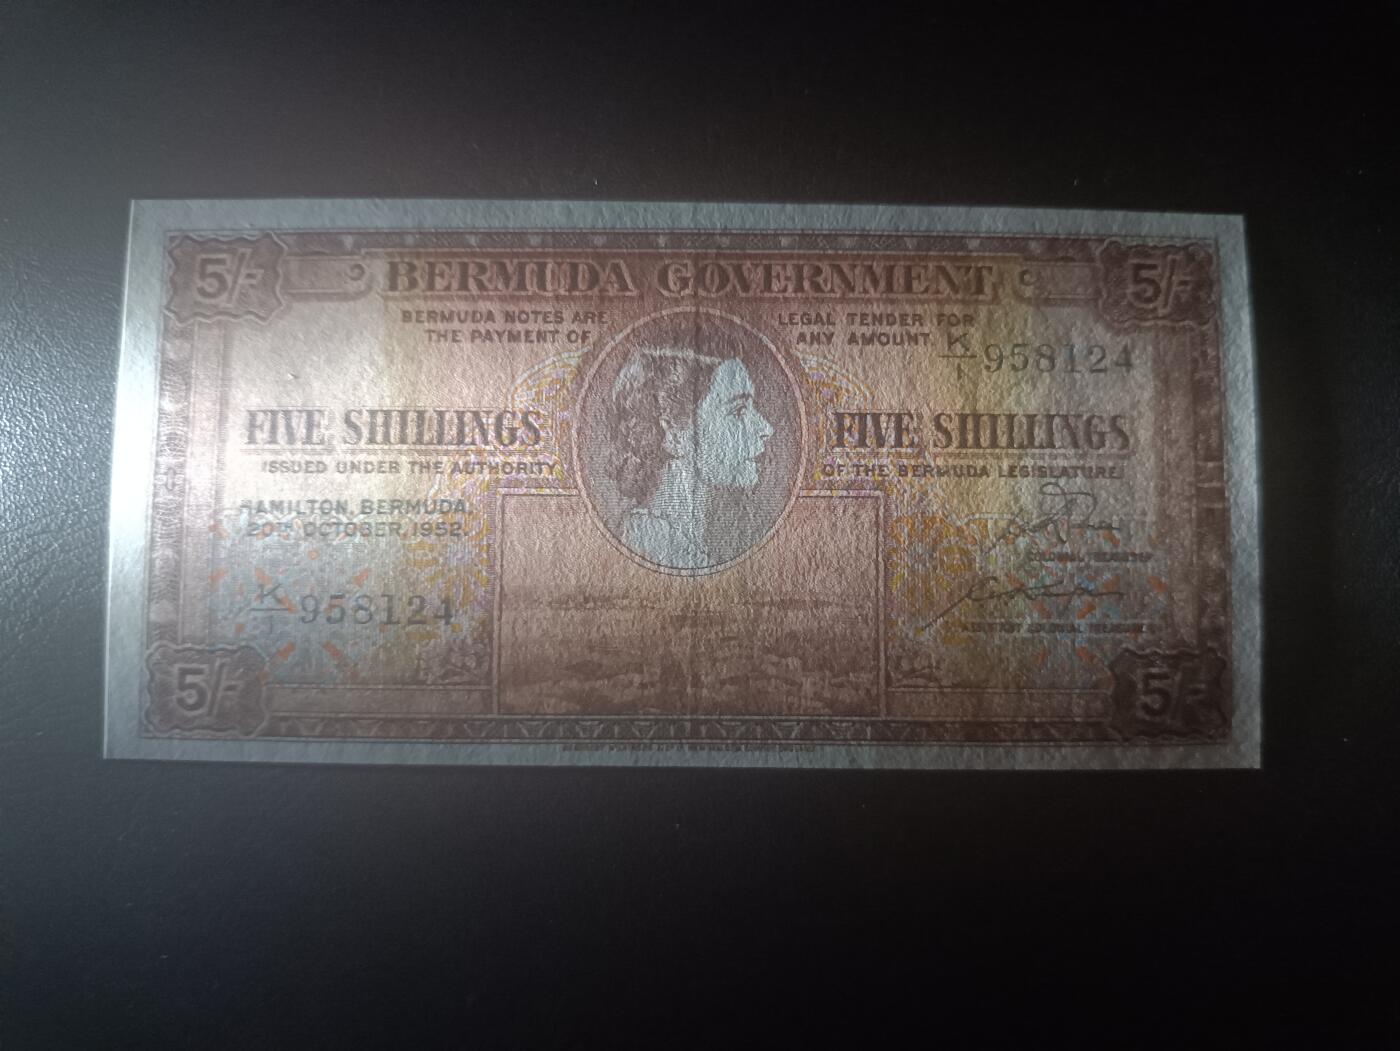 5/- BERMUDA GOVERNMENT 5/-
BERMUDA NOTES ARE LEGAL TENDER FOR
THE PAYMENT OF ANY AMOUNT
K/1 958124
FIVE SHILLINGS FIVE SHILLINGS
ISSUED UNDER THE AUTHORITY OF THE BERMUDA LEGISLATURE
HAMILTON, BERMUDA.
20TH OCTOBER, 1952.
COLONIAL TREASURER
K/1 958124
5/- 5/-